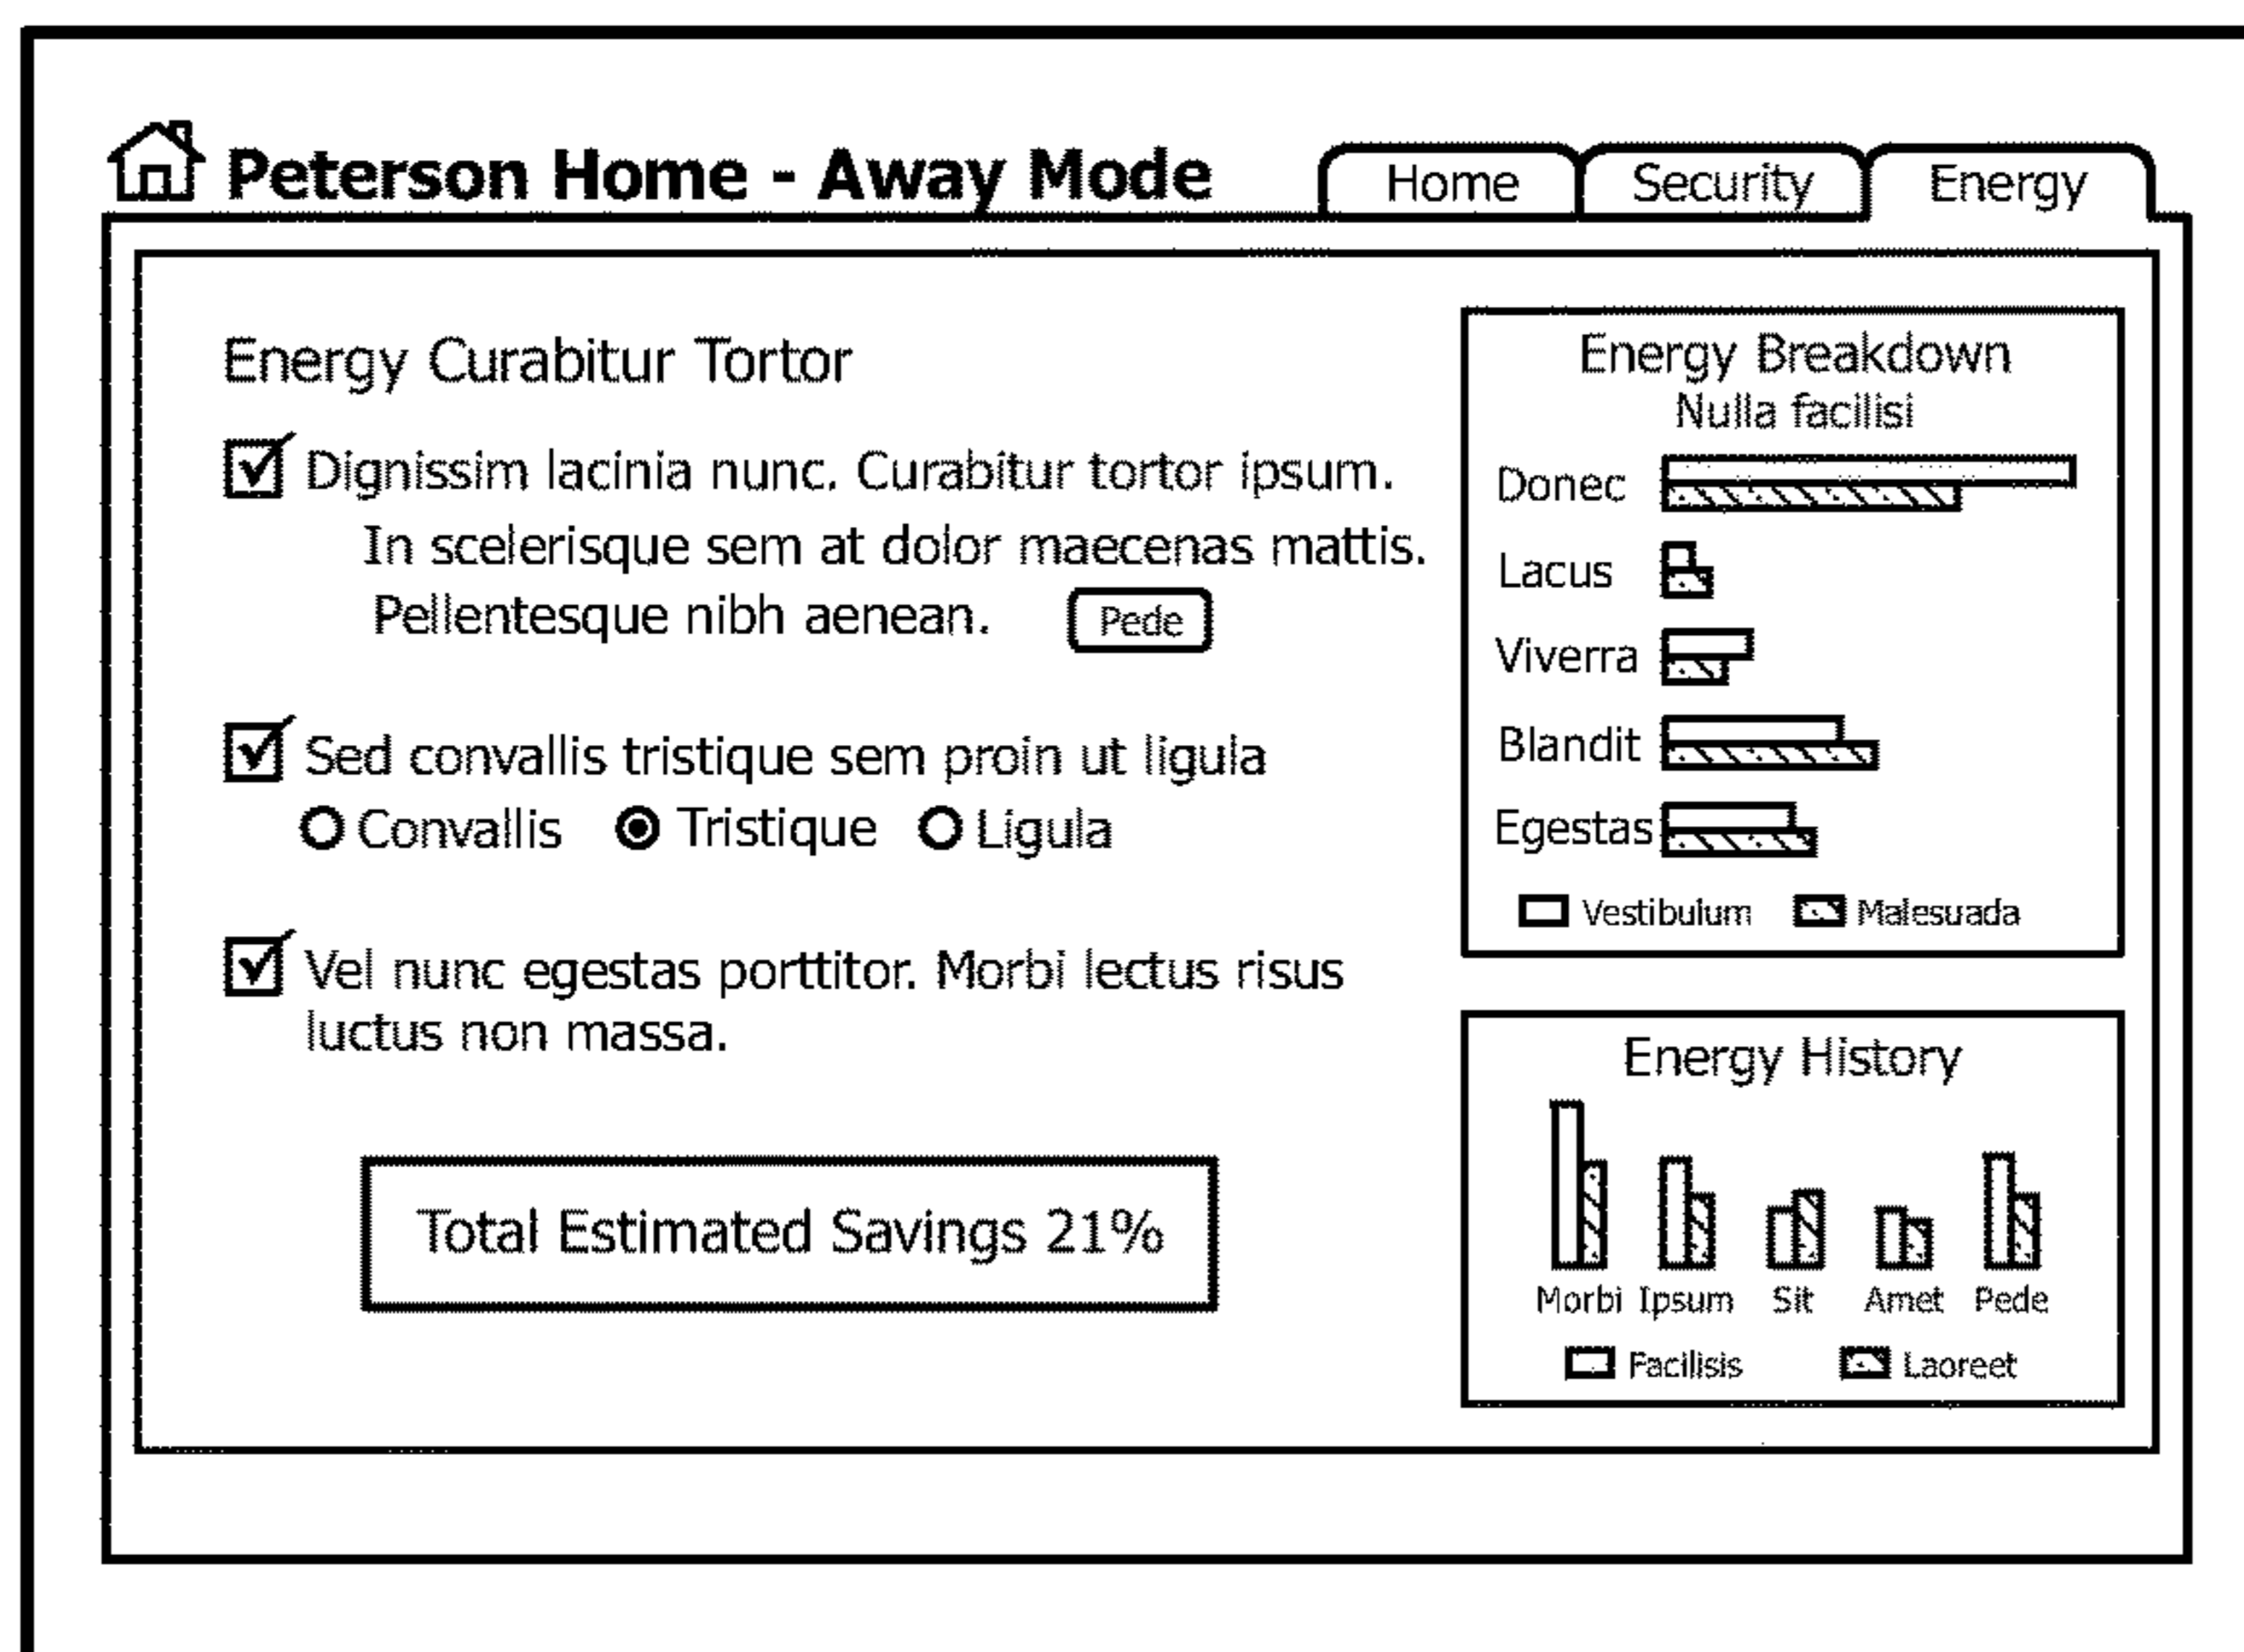 Peterson Home - Away Mode
Home
Security
Energy
Energy Curabitur Tortor
Dignissim lacinia nunc. Curabitur tortor ipsum.
In scelerisque sem at dolor maecenas mattis.
Pellentesque nibh aenean.
Pede
Sed convallis tristique sem proin ut ligula
Convallis
Tristique
Ligula
Vel nunc egestas porttitor. Morbi lectus risus
luctus non massa.
Total Estimated Savings 21%
Energy Breakdown
Nulla facilisi
Donec
Lacus
Viverra
Blandit
Egestas
Vestibulum
Malesuada
Energy History
Morbi
Ipsum
Sit
Amet
Pede
Facilisis
Laoreet